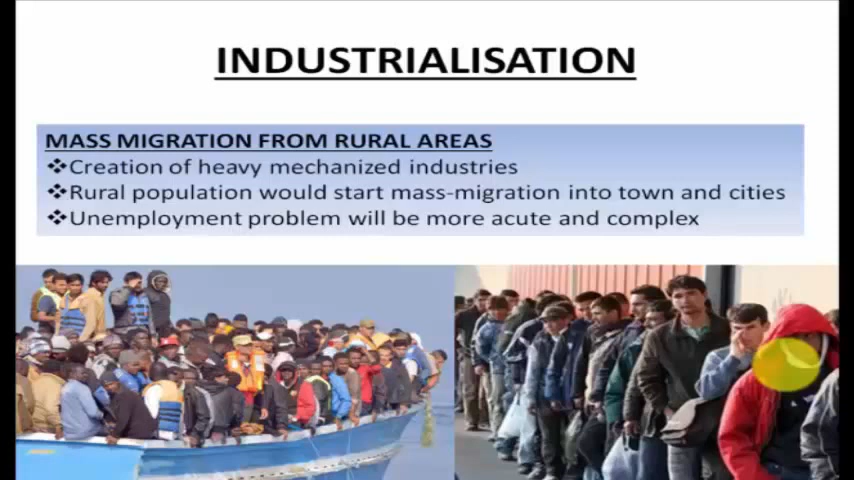 INDUSTRIALISATION
MASS MIGRATION FROM RURAL AREAS
❖Creation of heavy mechanized industries
❖Rural population would start mass-migration into town and cities
❖Unemployment problem will be more acute and complex